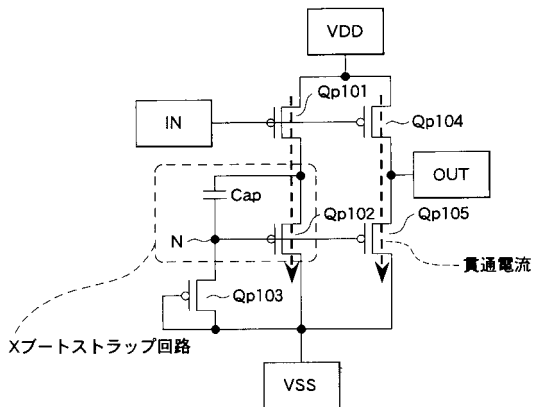 VDD
Qp101
IN
Qp104
OUT
Cap
Qp102
Qp105
N
貫通電流
Qp103
Xブートストラップ回路
VSS